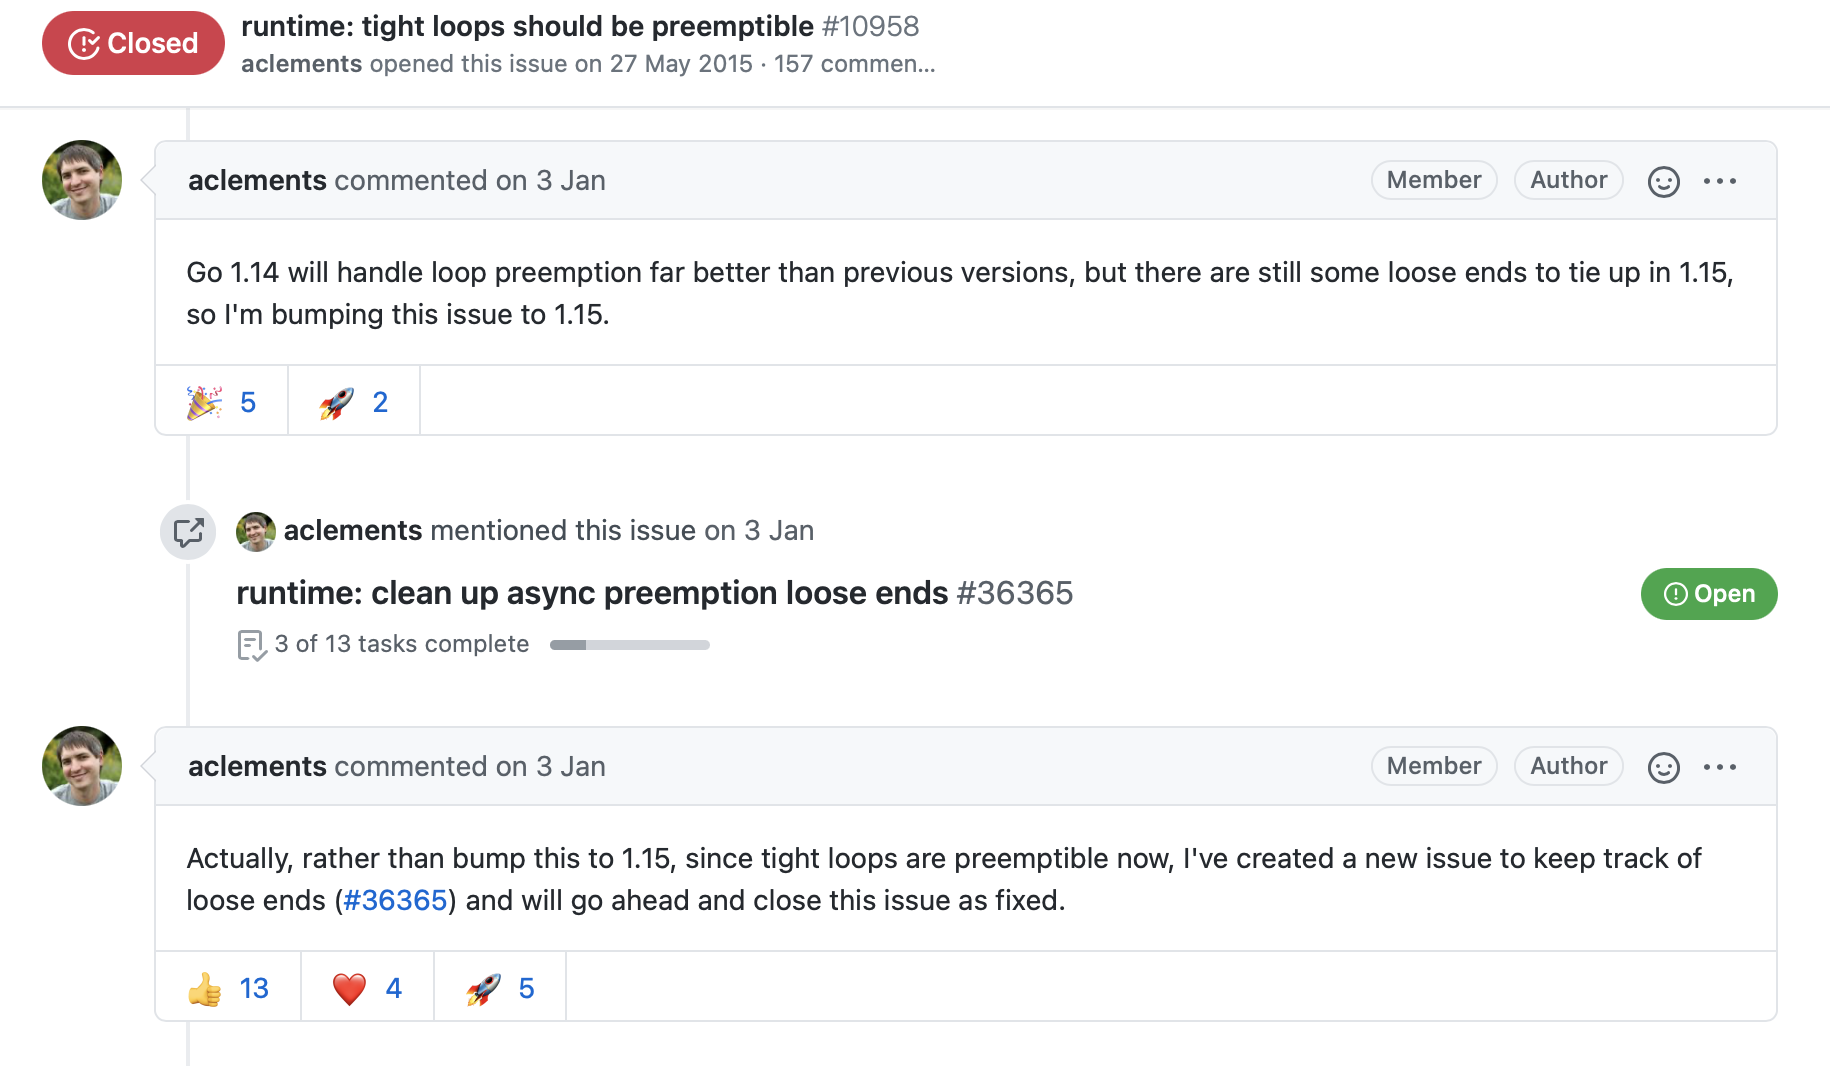 Closed
runtime: tight loops should be preemptible #10958
aclements opened this issue on 27 May 2015 · 157 commen...
aclements commented on 3 Jan
Member
Author
Go 1.14 will handle loop preemption far better than previous versions, but there are still some loose ends to tie up in 1.15,
so I'm bumping this issue to 1.15.
5
2
aclements mentioned this issue on 3 Jan
runtime: clean up async preemption loose ends #36365
Open
3 of 13 tasks complete
aclements commented on 3 Jan
Member
Author
Actually, rather than bump this to 1.15, since tight loops are preemptible now, I've created a new issue to keep track of
loose ends (#36365) and will go ahead and close this issue as fixed.
13
4
5